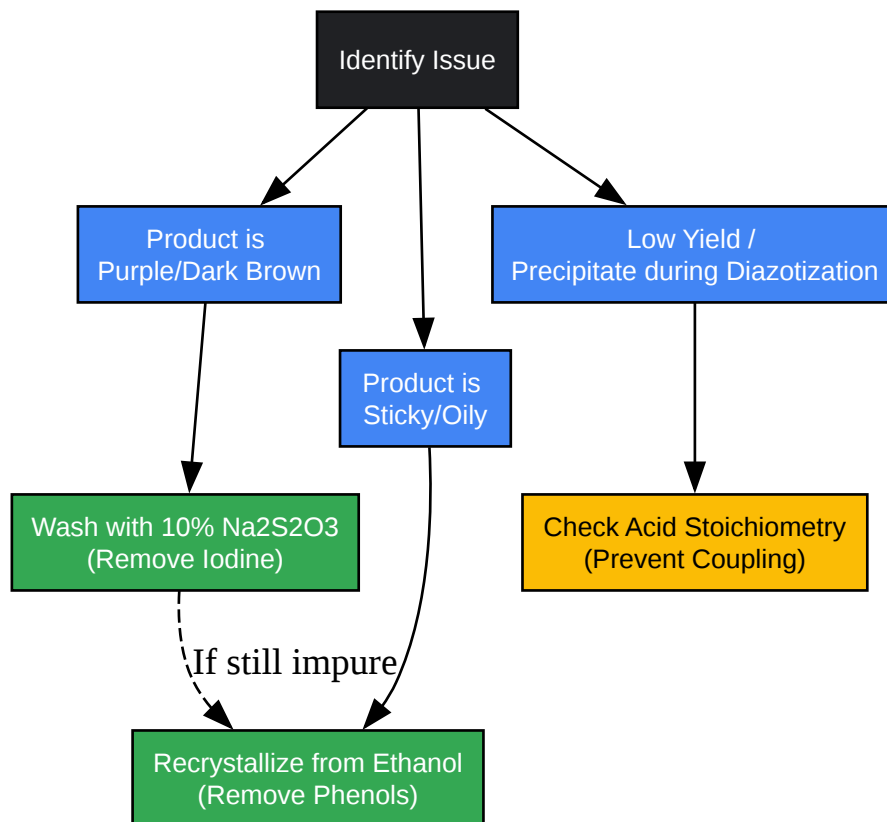 Identify Issue
Product is
Purple/Dark Brown
Low Yield /
Precipitate during Diazotization
Product is
Sticky/Oily
Wash with 10% Na2S2O3
(Remove Iodine)
Check Acid Stoichiometry
(Prevent Coupling)
If still impure
Recrystallize from Ethanol
(Remove Phenols)